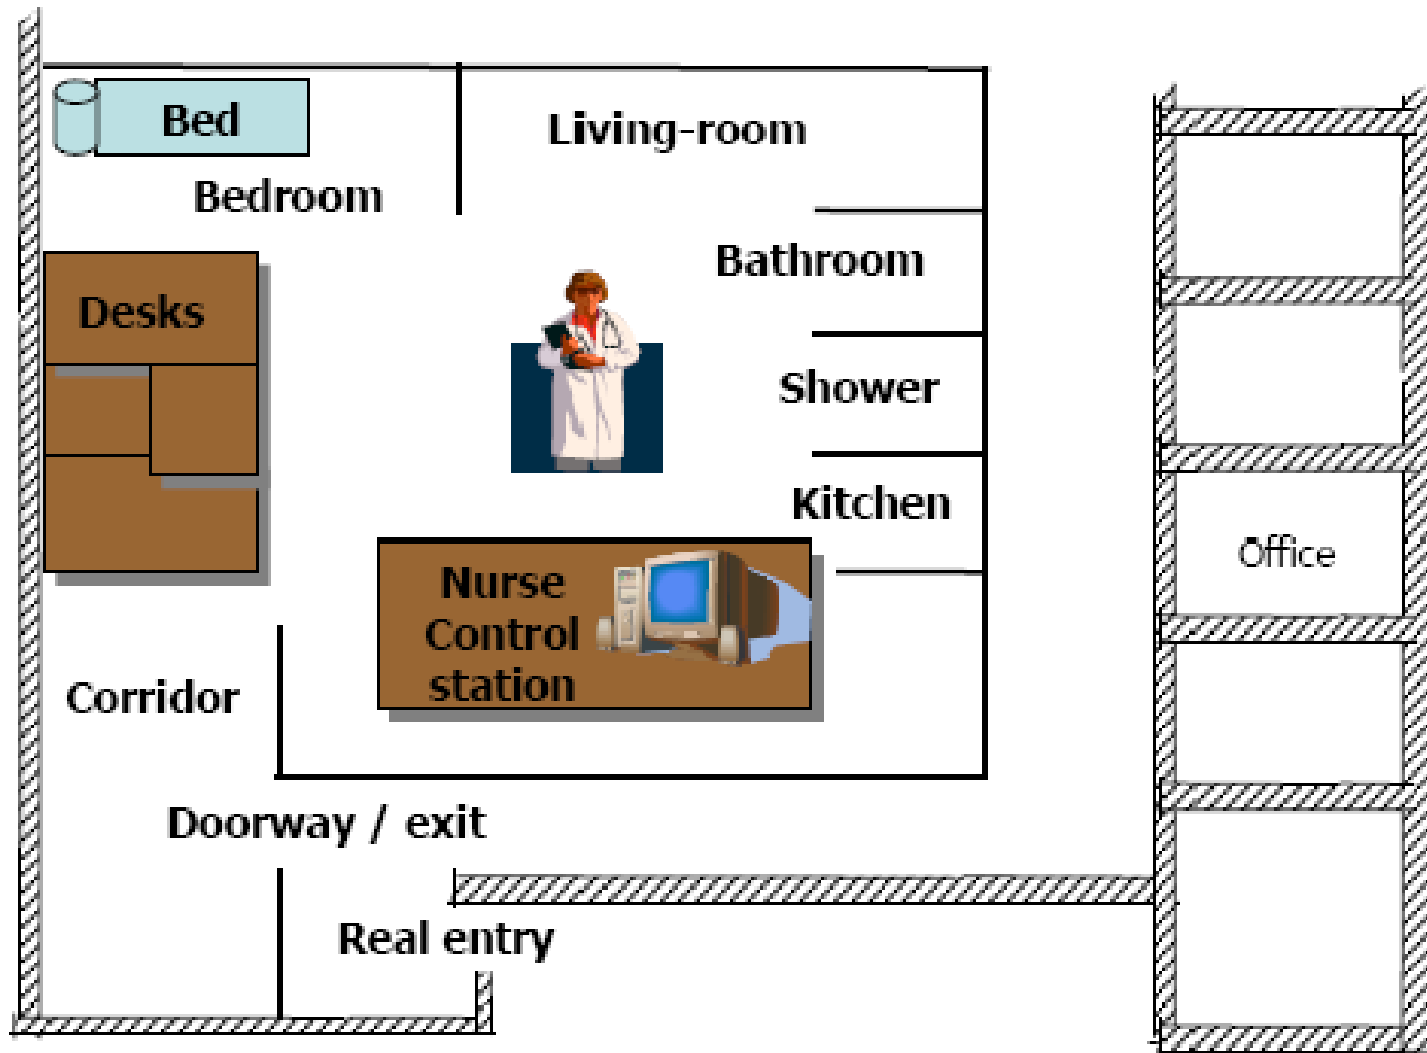 Bed
Living-room
Bedroom
Bathroom
Desks
Shower
Kitchen
Office
Nurse
Control
station
Corridor
Doorway / exit
Real entry